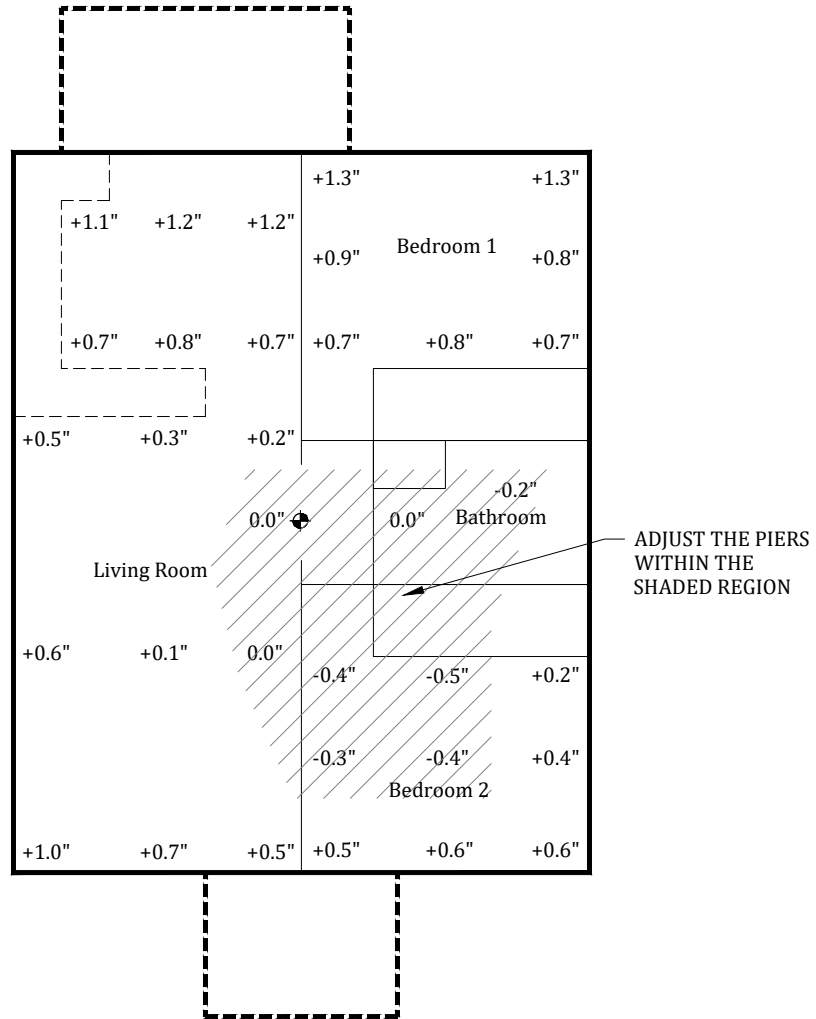 +1.3" +1.3"
+1.1" +1.2" +1.2"
Bedroom 1
+0.9" +0.8"
+0.7" +0.8" +0.7" +0.7" +0.8" +0.7"
+0.5" +0.3" +0.2"
-0.2"
0.0" 0.0" Bathroom
ADJUST THE PIERS
WITHIN THE
SHADED REGION
Living Room
+0.6" +0.1" 0.0"
-0.4" -0.5" +0.2"
-0.3" -0.4" +0.4"
Bedroom 2
+1.0" +0.7" +0.5" +0.5" +0.6" +0.6"